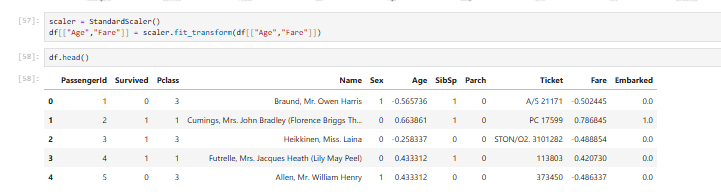 [57]: scaler = StandardScaler()
df[["Age","Fare"]] = scaler.fit_transform(df[["Age","Fare"]])
[58]: df.head()
[58]: PassengerId Survived Pclass Name Sex Age SibSp Parch Ticket Fare Embarked
0 1 0 3 Braund, Mr. Owen Harris 1 -0.565736 1 0 A/5 21171 -0.502445 0.0
1 2 1 1 Cumings, Mrs. John Bradley (Florence Briggs Th... 0 0.663861 1 0 PC 17599 0.786845 1.0
2 3 1 3 Heikkinen, Miss. Laina 0 -0.258337 0 0 STON/O2. 3101282 -0.488854 0.0
3 4 1 1 Futrelle, Mrs. Jacques Heath (Lily May Peel) 0 0.433312 1 0 113803 0.420730 0.0
4 5 0 3 Allen, Mr. William Henry 1 0.433312 0 0 373450 -0.486337 0.0